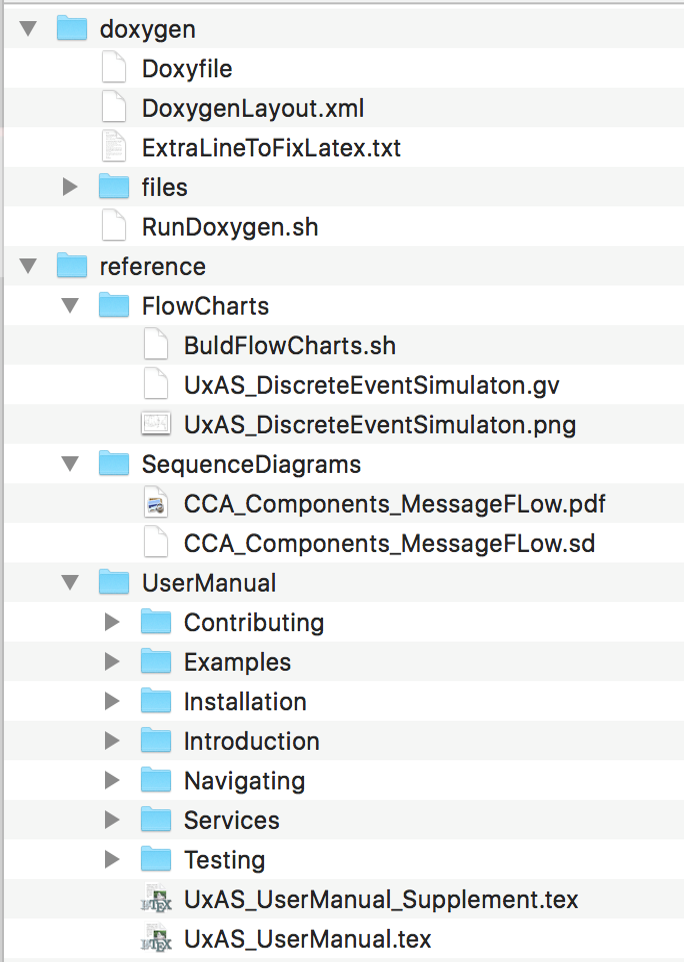 doxygen
Doxyfile
DoxygenLayout.xml
ExtraLineToFixLatex.txt
files
RunDoxygen.sh
reference
FlowCharts
BuldFlowCharts.sh
UxAS_DiscreteEventSimulaton.gv
UxAS_DiscreteEventSimulaton.png
SequenceDiagrams
CCA_Components_MessageFLow.pdf
CCA_Components_MessageFLow.sd
UserManual
Contributing
Examples
Installation
Introduction
Navigating
Services
Testing
UxAS_UserManual_Supplement.tex
UxAS_UserManual.tex